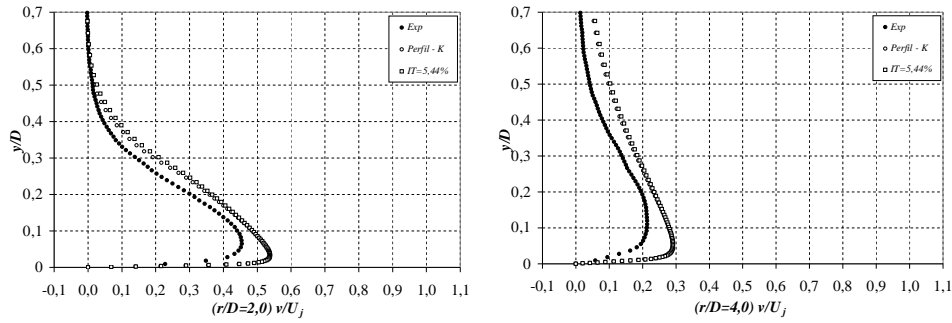 0,7
0,6
0,5
0,4
0,3
0,2
0,1
0
y/D
Exp
Perfil - K
IT=5,44%
-0,1 0,0 0,1 0,2 0,3 0,4 0,5 0,6 0,7 0,8 0,9 1,0 1,1
(r/D=2,0) v/Uj
0,7
0,6
0,5
0,4
0,3
0,2
0,1
0
y/D
Exp
Perfil - K
IT=5,44%
-0,1 0,0 0,1 0,2 0,3 0,4 0,5 0,6 0,7 0,8 0,9 1,0 1,1
(r/D=4,0) v/Uj